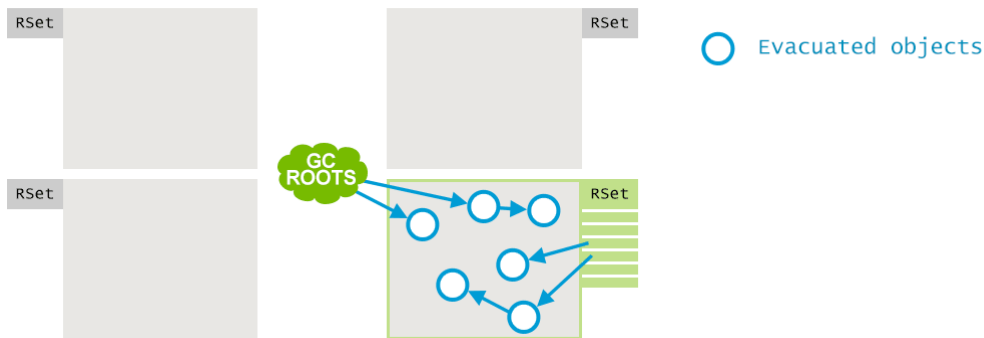 RSet
RSet
Evacuated objects
GC
ROOTS
RSet
RSet